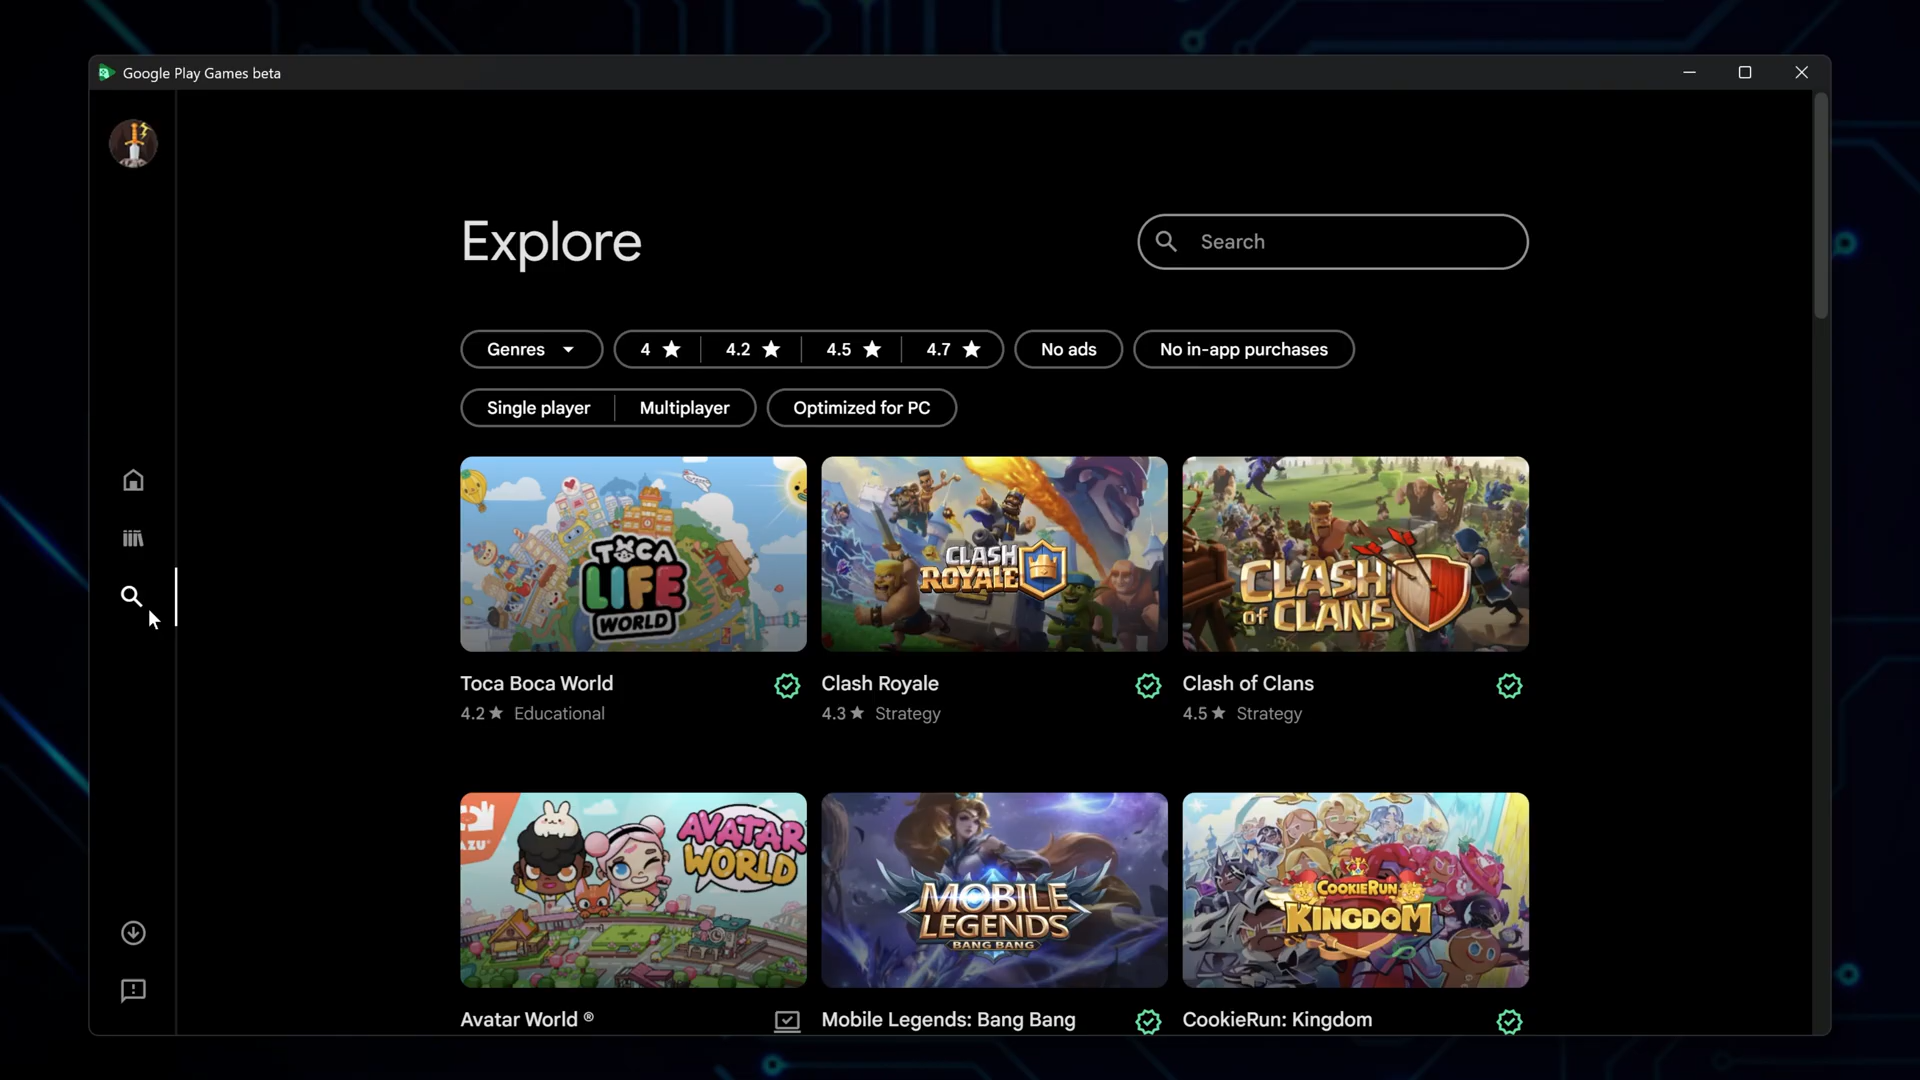 Google Play Games beta
Explore
Search
Genres
4 ★ 4.2 ★ 4.5 ★ 4.7 ★
No ads
No in-app purchases
Single player
Multiplayer
Optimized for PC
TOCA
LIFE
WORLD
CLASH
ROYALE
CLASH
OF CLANS
Toca Boca World
4.2 ★ Educational
Clash Royale
4.3 ★ Strategy
Clash of Clans
4.5 ★ Strategy
AZU®
AVATAR
WORLD
MOBILE
LEGENDS
BANG BANG
COOKIERUN
KINGDOM
Avatar World ®
Mobile Legends: Bang Bang
CookieRun: Kingdom